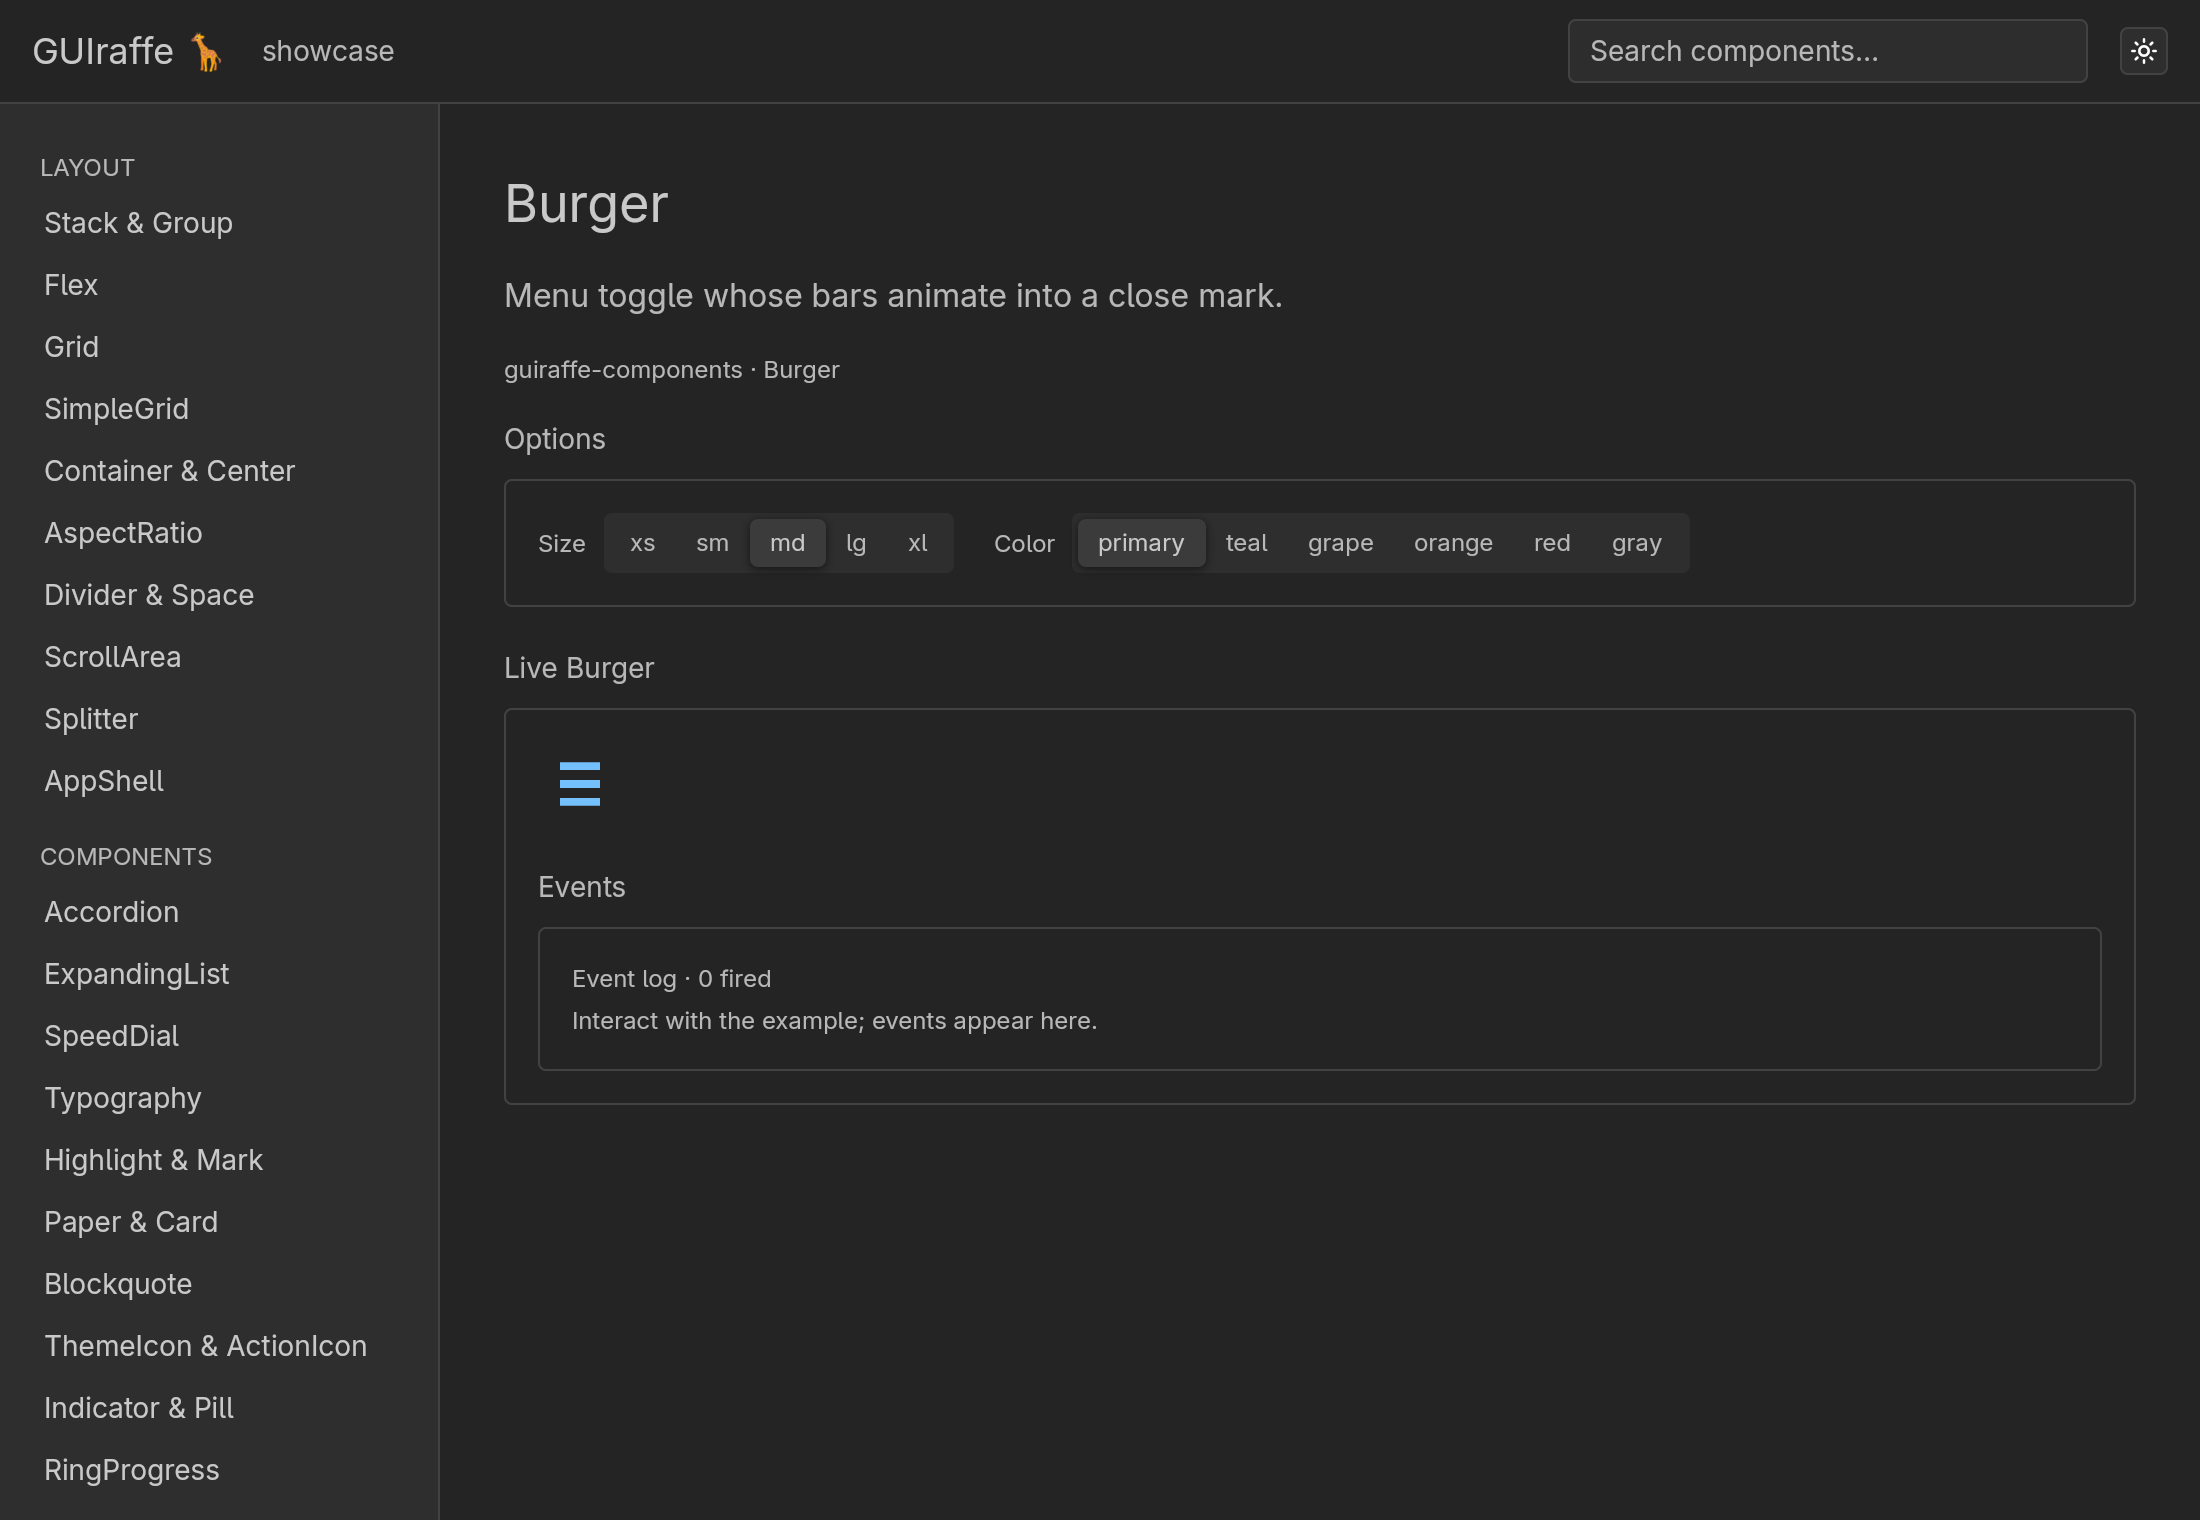 GUIraffe 🦒 showcase
Search components...
LAYOUT
Stack & Group
Flex
Grid
SimpleGrid
Container & Center
AspectRatio
Divider & Space
ScrollArea
Splitter
AppShell
COMPONENTS
Accordion
ExpandingList
SpeedDial
Typography
Highlight & Mark
Paper & Card
Blockquote
ThemeIcon & ActionIcon
Indicator & Pill
RingProgress
Burger
Menu toggle whose bars animate into a close mark.
guiraffe-components · Burger
Options
Size xs sm md lg xl Color primary teal grape orange red gray
Live Burger
Events
Event log · 0 fired
Interact with the example; events appear here.